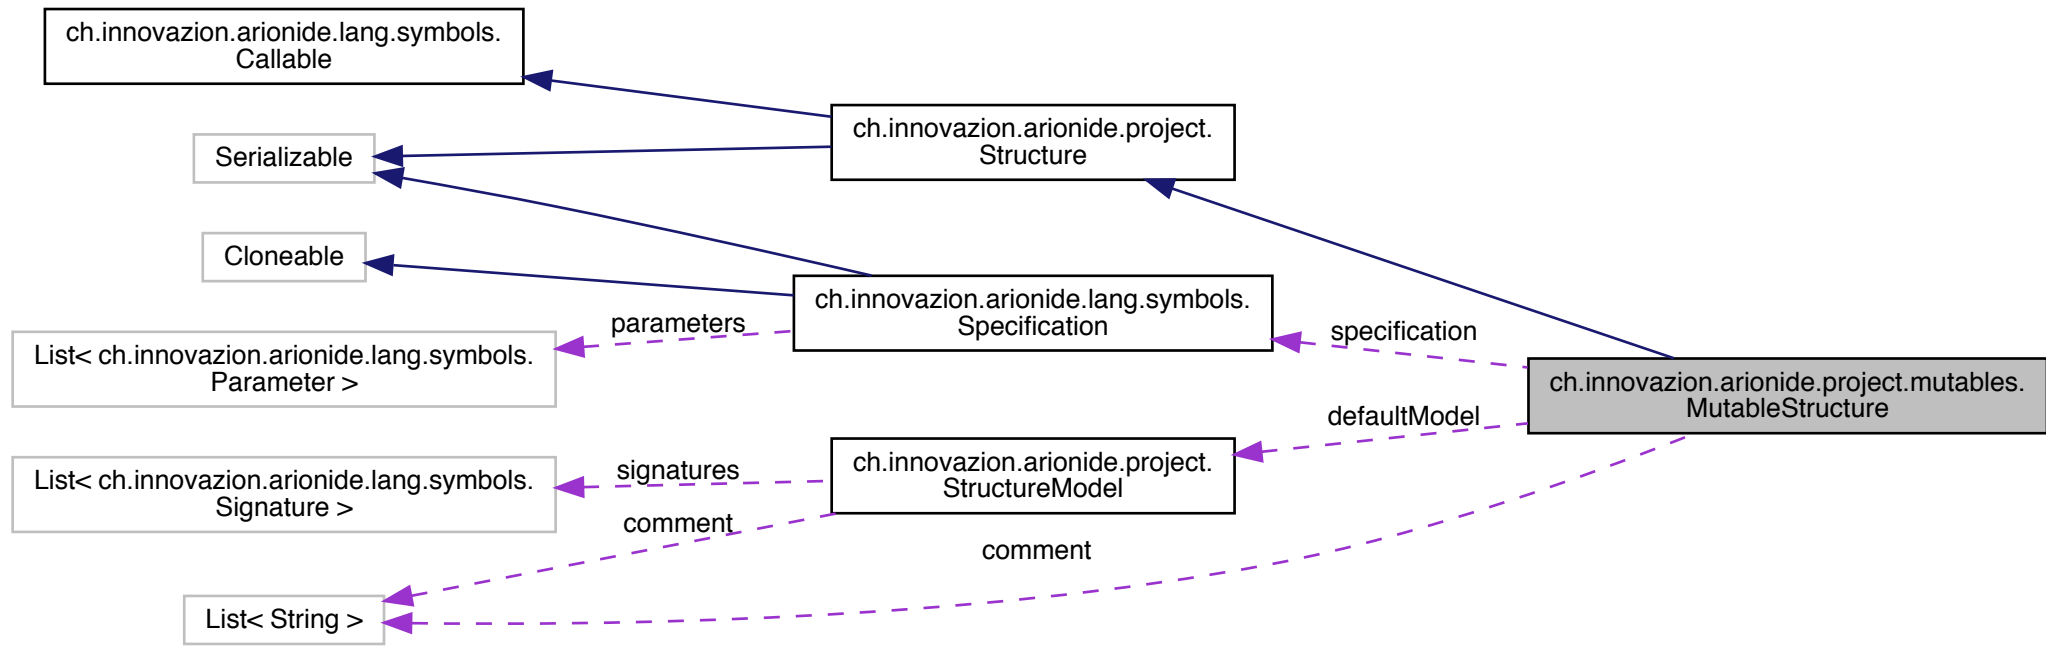 ch.innovazion.arionide.lang.symbols.
Callable
ch.innovazion.arionide.project.
Structure
Serializable
Cloneable
ch.innovazion.arionide.lang.symbols.
Specification
parameters
specification
List< ch.innovazion.arionide.lang.symbols.
Parameter >
ch.innovazion.arionide.project.mutables.
MutableStructure
defaultModel
ch.innovazion.arionide.project.
StructureModel
signatures
List< ch.innovazion.arionide.lang.symbols.
Signature >
comment
comment
List< String >